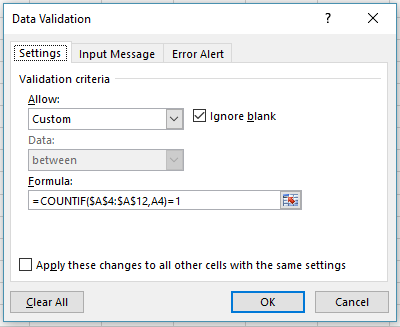 Data Validation ? ×
Settings Input Message Error Alert
Validation criteria
Allow:
Custom Ignore blank
Data:
between
Formula:
=COUNTIF($A$4:$A$12,A4)=1
Apply these changes to all other cells with the same settings
Clear All OK Cancel